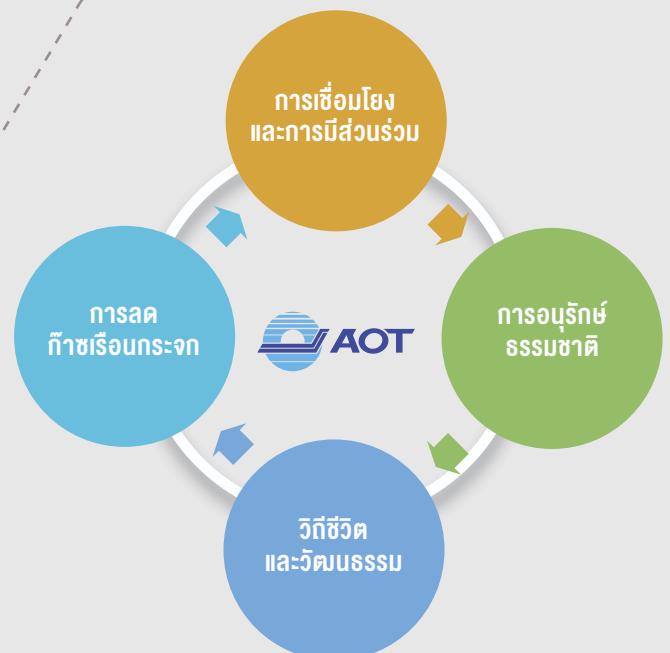 การเชื่อมโยง
และการมีส่วนร่วม
การลด
ก๊าซเรือนกระจก
AOT
การอนุรักษ์
ธรรมชาติ
วิถีชีวิต
และวัฒนธรรม